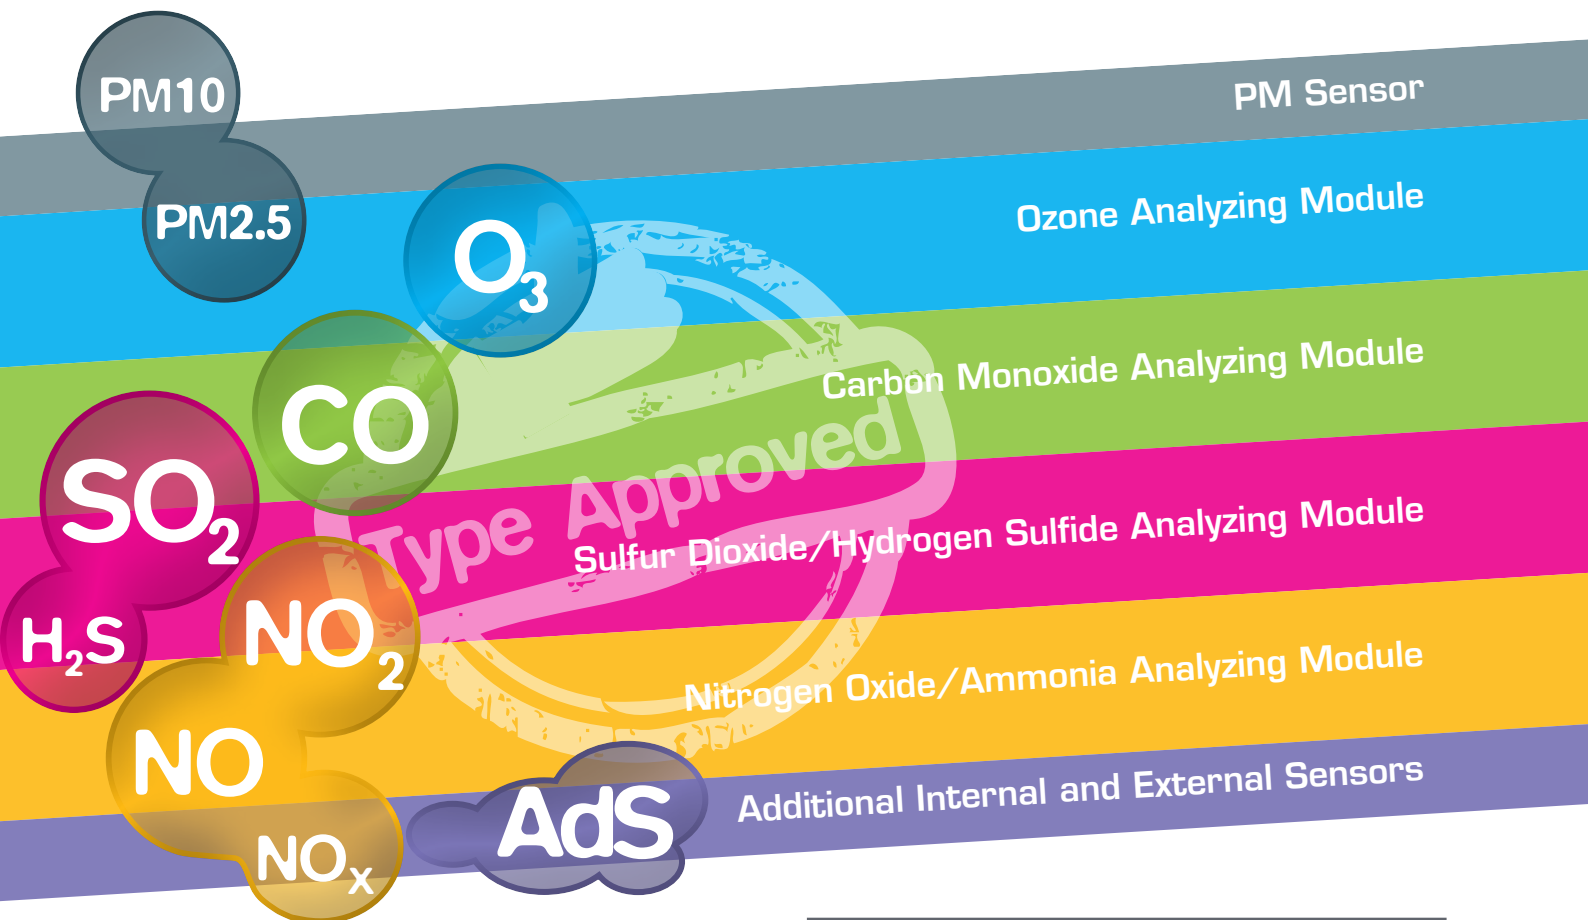 PM10
PM Sensor
PM2.5
Ozone Analyzing Module
O₃
Carbon Monoxide Analyzing Module
CO
Type Approved
SO₂
Sulfur Dioxide/Hydrogen Sulfide Analyzing Module
H₂S
NO₂
Nitrogen Oxide/Ammonia Analyzing Module
NO
NOₓ
AdS
Additional Internal and External Sensors